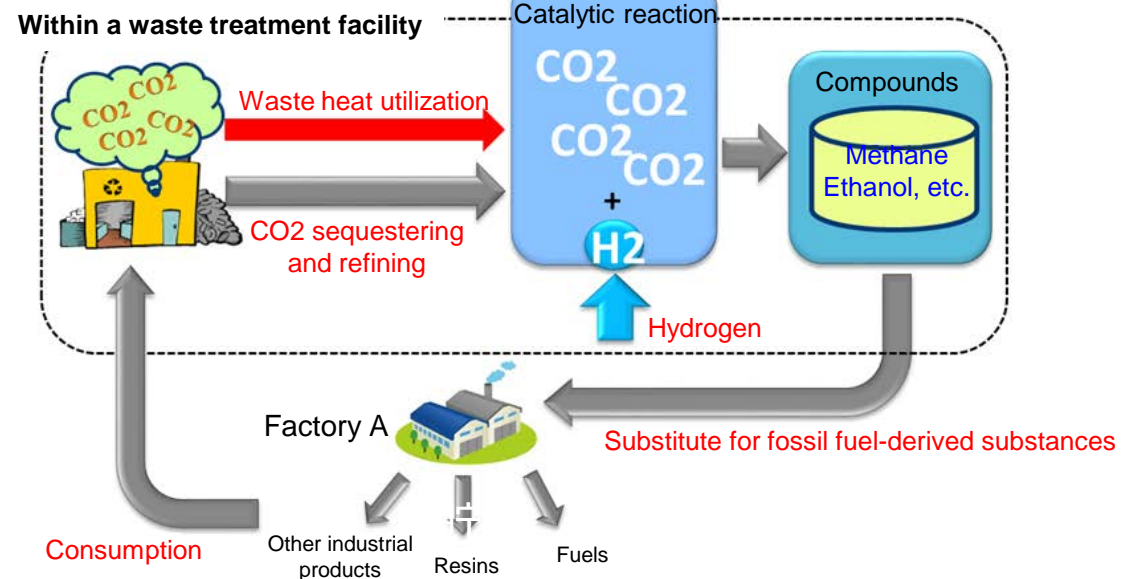 Within a waste treatment facility
Catalytic reaction
CO2
CO2
CO2
CO2
CO2
CO2
CO2
CO2
+
H2
Waste heat utilization
CO2 sequestering
and refining
Compounds
Methane
Ethanol, etc.
Hydrogen
Factory A
Substitute for fossil fuel-derived substances
Consumption
Other industrial
products
Resins
Fuels